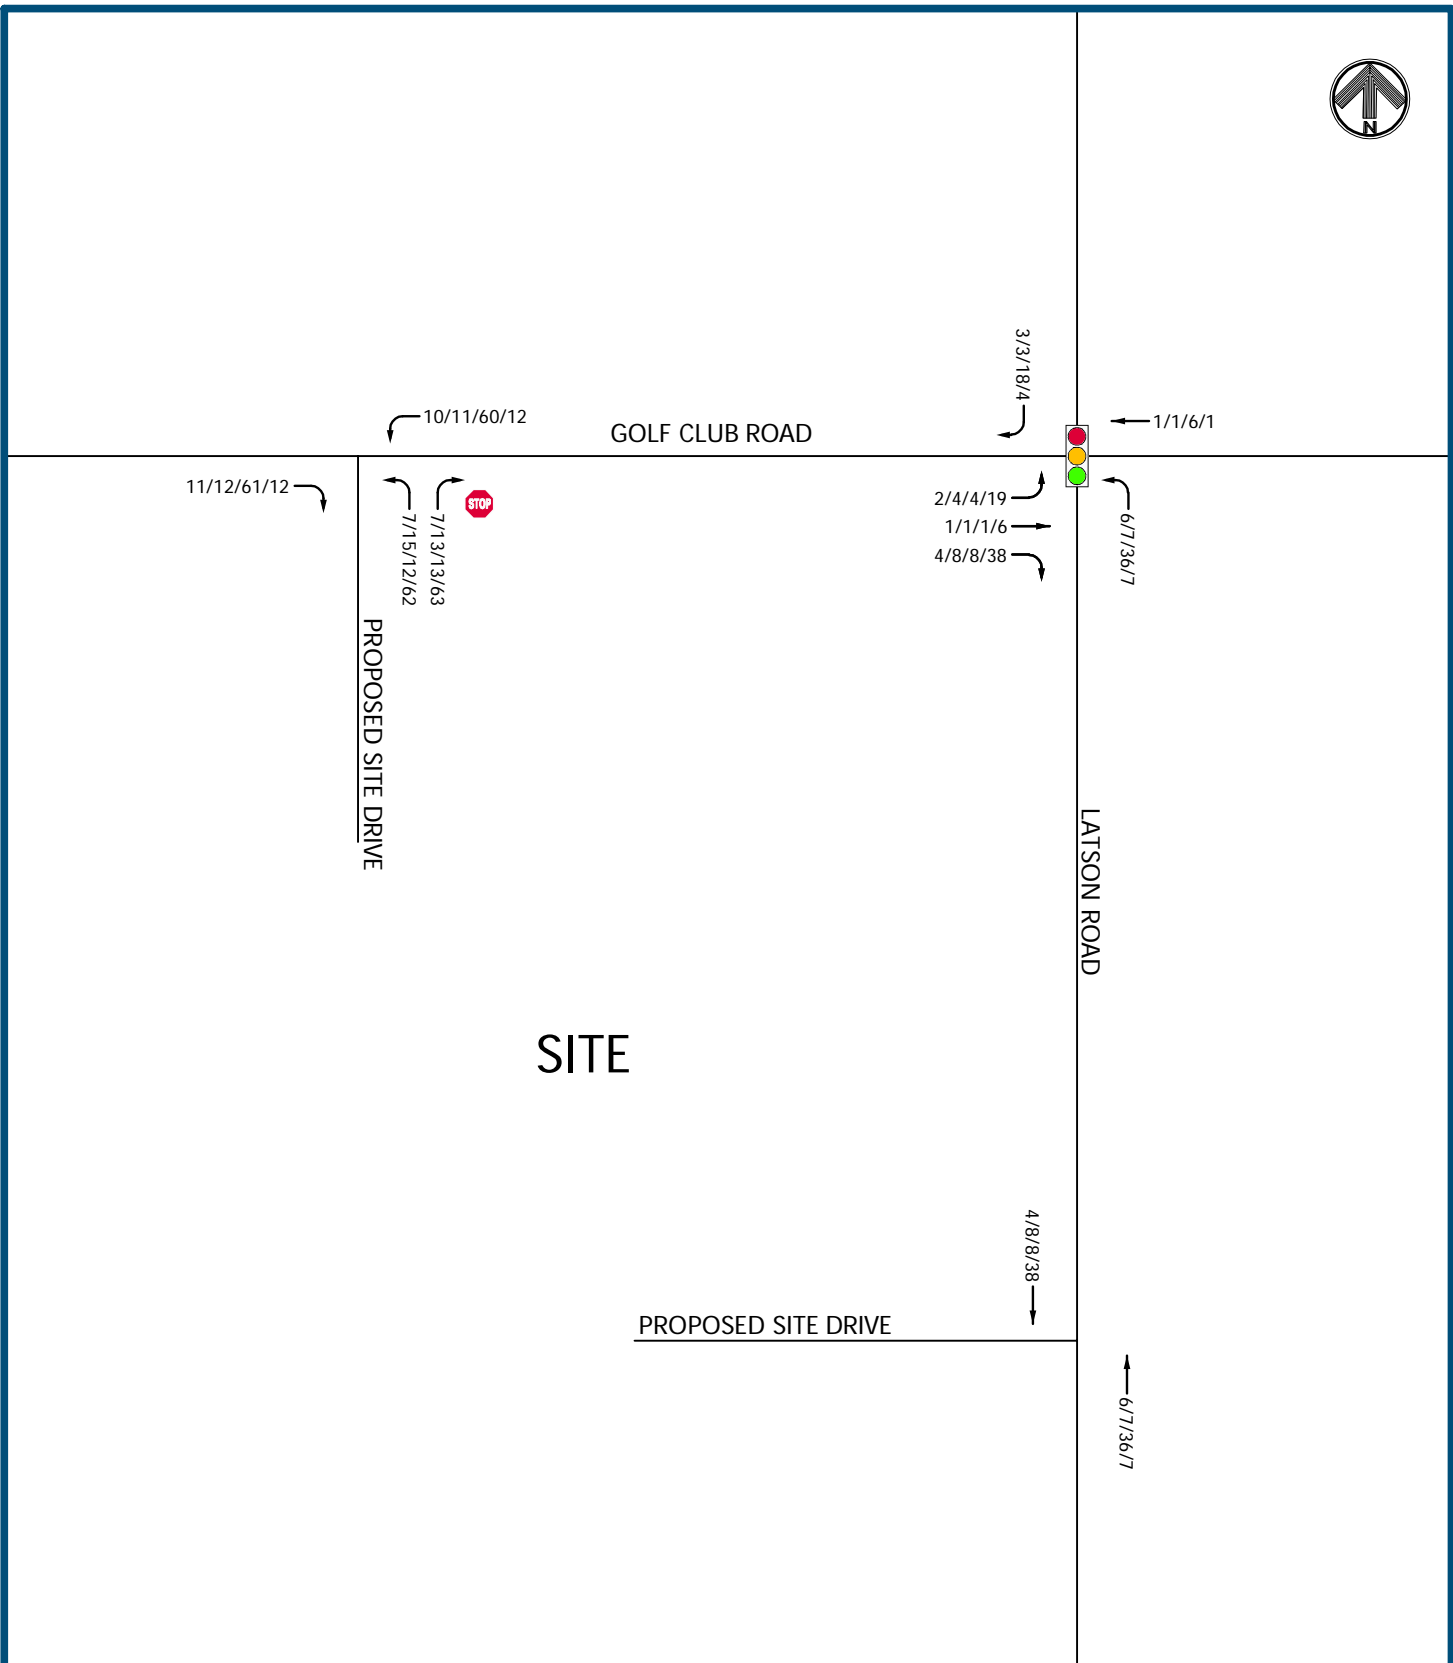 N
3/3/18/4
10/11/60/12
GOLF CLUB ROAD
1/1/6/1
11/12/61/12
STOP
7/15/12/62
7/13/13/63
2/4/4/19
1/1/1/6
4/8/8/38
6/7/36/7
PROPOSED SITE DRIVE
LATSON ROAD
SITE
4/8/8/38
PROPOSED SITE DRIVE
6/7/36/7